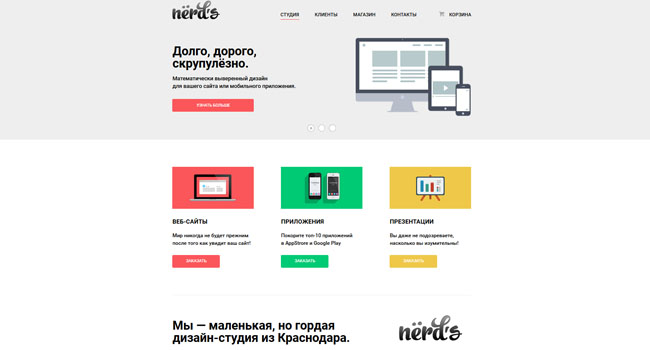 nërd's
СТУДИЯ КЛИЕНТЫ МАГАЗИН КОНТАКТЫ КОРЗИНА
Долго, дорого,
скрупулёзно.
Математически выверенный дизайн
для вашего сайта или мобильного приложения.
УЗНАТЬ БОЛЬШЕ
ВЕБ-САЙТЫ ПРИЛОЖЕНИЯ ПРЕЗЕНТАЦИИ
Мир никогда не будет прежним Покорите топ-10 приложений Вы даже не подозреваете,
после того как увидит ваш сайт! в AppStrore и Google Play насколько вы изумительны!
ЗАКАЗАТЬ ЗАКАЗАТЬ ЗАКАЗАТЬ
Мы — маленькая, но гордая
дизайн-студия из Краснодара.
nërd's